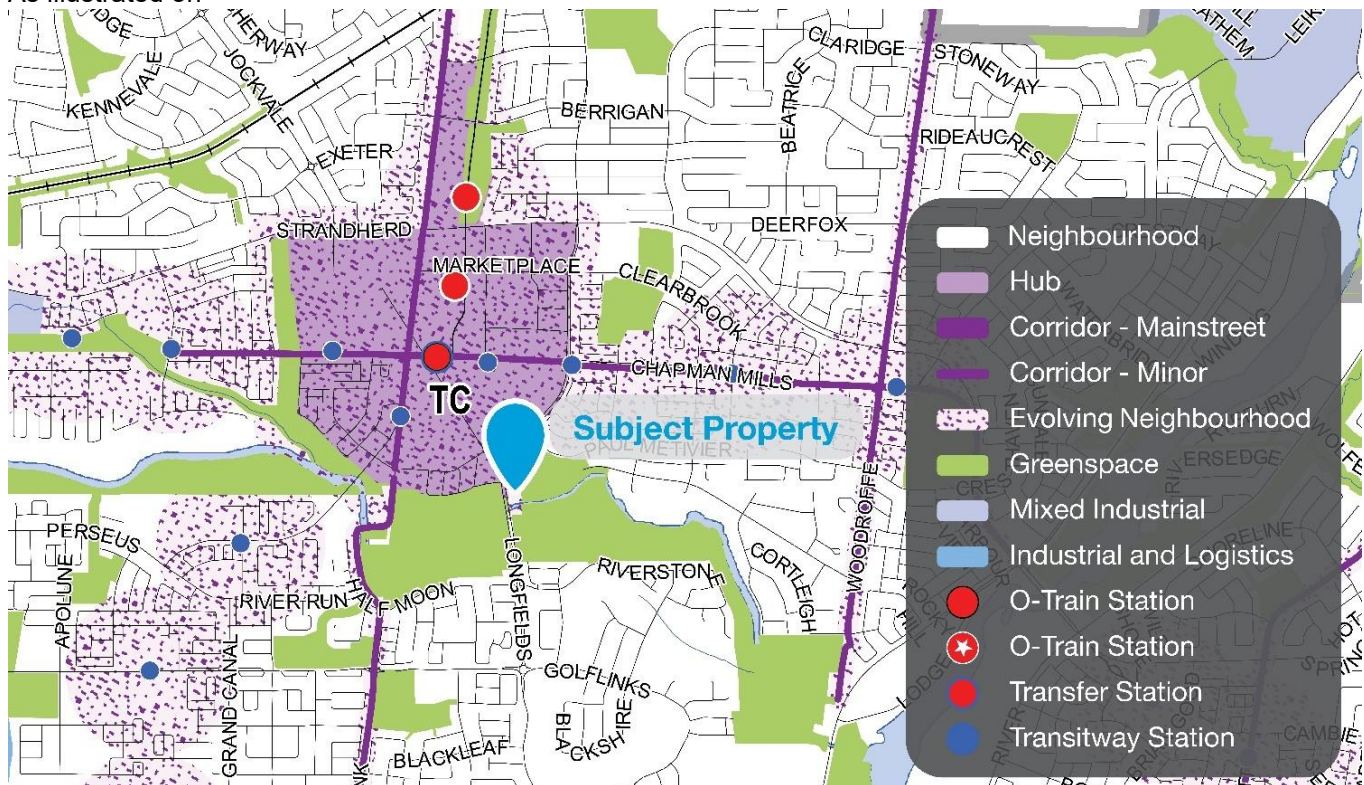 As illustrated on
HERWAY
CLARIDGE
STONEWAY
LEIKI
JOCKVALE
KENNEVALE
BERRIGAN
BEATRICE
EXETER
RIDEAUCREST
DEERFOX
STRANDHERD
MARKETPLACE
CLEARBROOK
CHAPMAN MILLS
TC
Subject Property
PAUL METIVIER
WOODROFFE
PERSEUS
APOLUNE
RIVER RUN
HALF MOON
LONGFIELDS
RIVERSTONE
CORTLEIGH
GRAND CANAL
GOLFLINKS
BLACKSHIRE
BLACKLEAF
Neighbourhood
Hub
Corridor - Mainstreet
Corridor - Minor
Evolving Neighbourhood
Greenspace
Mixed Industrial
Industrial and Logistics
O-Train Station
O-Train Station
Transfer Station
Transitway Station